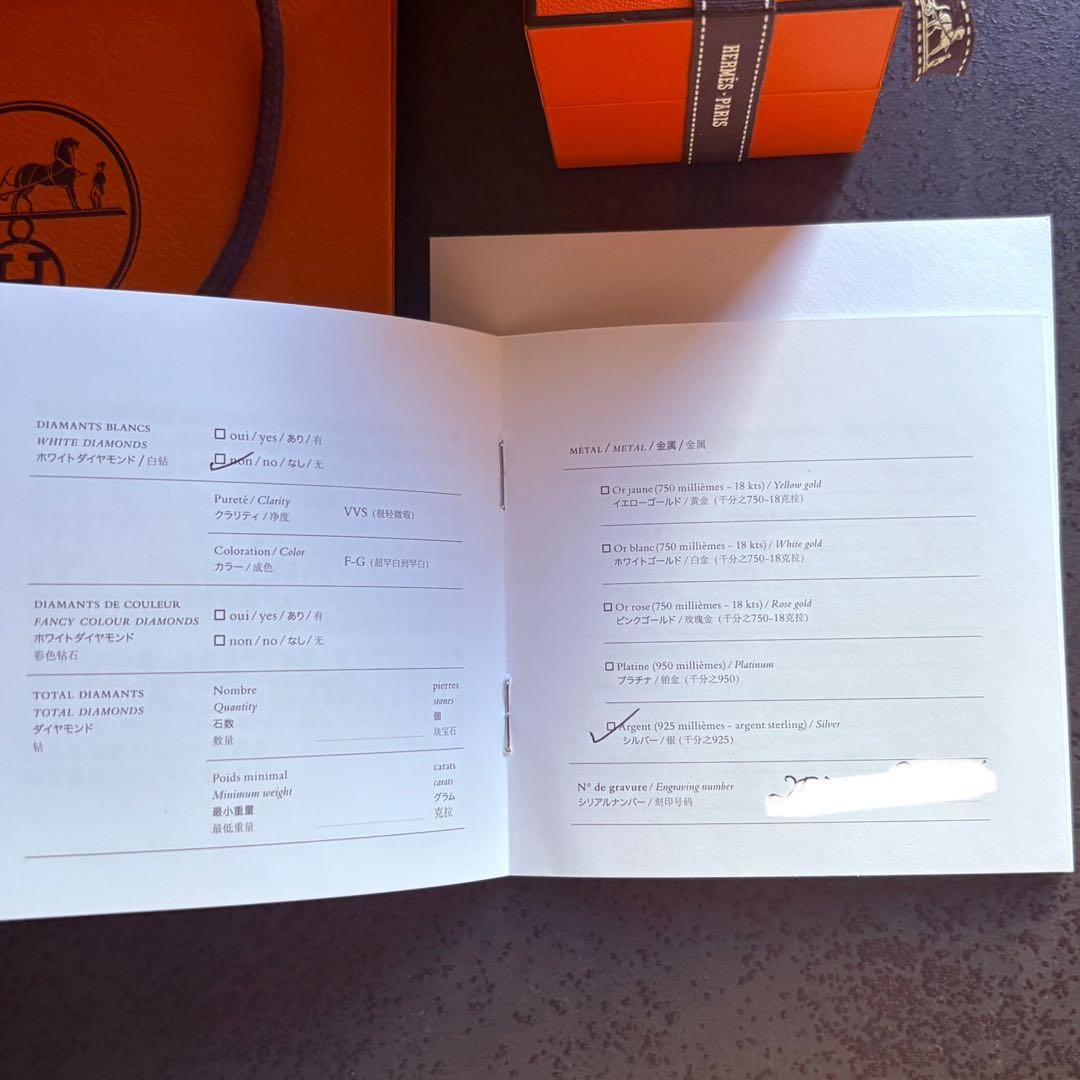 HERMÈS-PARIS
H
DIAMANTS BLANCS
WHITE DIAMONDS
ホワイトダイヤモンド / 白钻
oui / yes / あり / 有
non / no / なし / 无
Pureté / Clarity
クラリティ / 净度
VVS (极轻微瑕)
Coloration / Color
カラー / 成色
F-G (超罕白到罕白)
DIAMANTS DE COULEUR
FANCY COLOUR DIAMONDS
ホワイトダイヤモンド
彩色钻石
oui / yes / あり / 有
non / no / なし / 无
TOTAL DIAMANTS
TOTAL DIAMONDS
ダイヤモンド
钻
Nombre
Quantity
石数
数量
pierres
stones
個
块宝石
Poids minimal
Minimum weight
最小重量
最低重量
carats
carats
グラム
克拉
MÉTAL / METAL / 金属 / 金属
Or jaune (750 millièmes – 18 kts) / Yellow gold
イエローゴールド / 黄金 (千分之750-18克拉)
Or blanc (750 millièmes – 18 kts) / White gold
ホワイトゴールド / 白金 (千分之750-18克拉)
Or rose (750 millièmes – 18 kts) / Rose gold
ピンクゴールド / 玫瑰金 (千分之750-18克拉)
Platine (950 millièmes) / Platinum
プラチナ / 铂金 (千分之950)
Argent (925 millièmes – argent sterling) / Silver
シルバー / 银 (千分之925)
N° de gravure / Engraving number
シリアルナンバー / 刻印号码